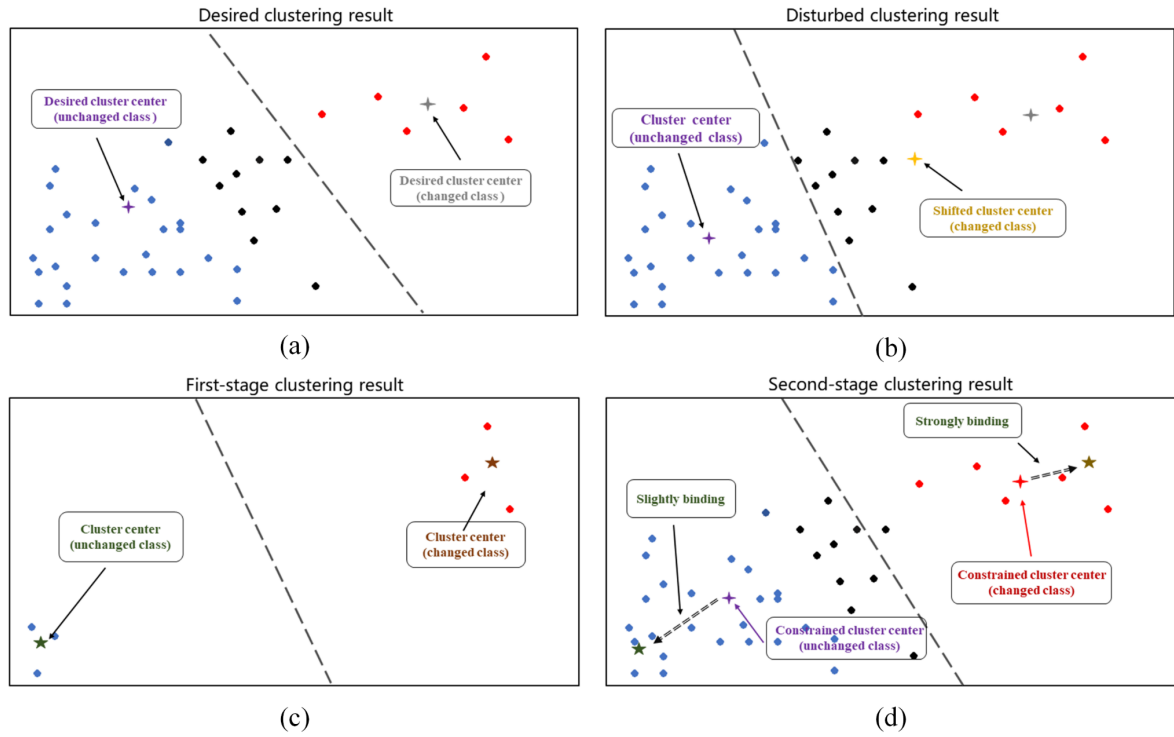 Desired clustering result
Desired cluster center
(unchanged class )
Desired cluster center
(changed class )
(a)
Disturbed clustering result
Cluster center
(unchanged class)
Shifted cluster center
(changed class)
(b)
First-stage clustering result
Cluster center
(unchanged class)
Cluster center
(changed class)
(c)
Second-stage clustering result
Strongly binding
Slightly binding
Constrained cluster center
(changed class)
Constrained cluster center
(unchanged class)
(d)